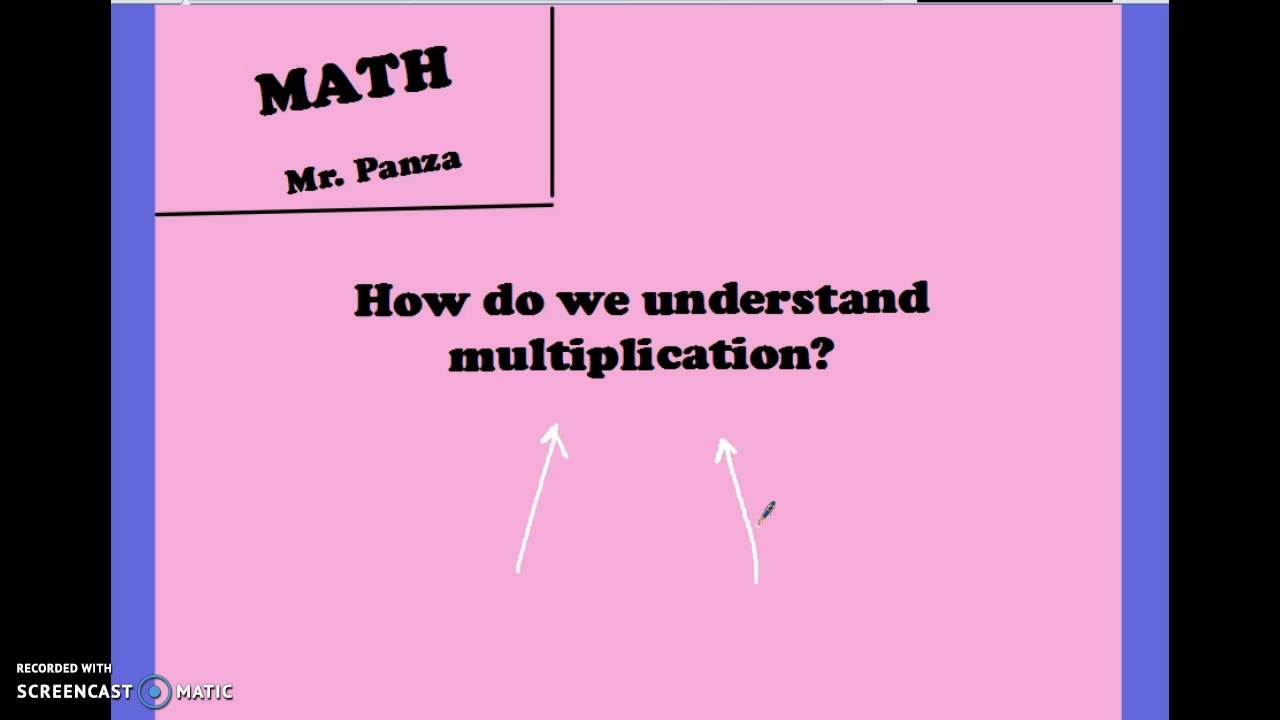 MATH
Mr. Panza
How do we understand
multiplication?
RECORDED WITH
SCREENCAST MATIC